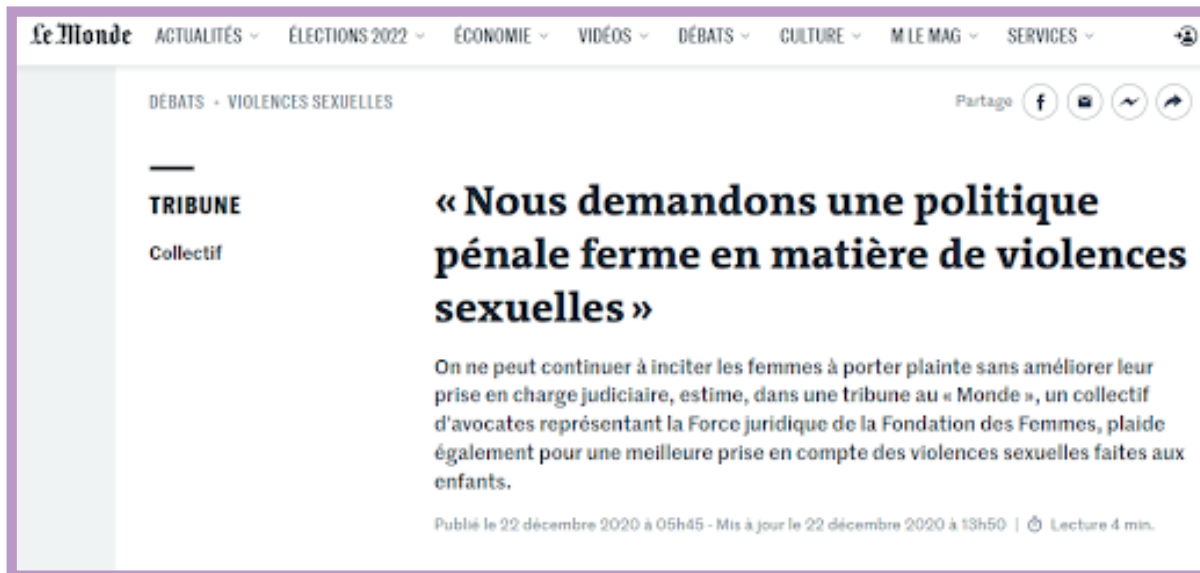 Le Monde ACTUALITÉS ÉLECTIONS 2022 ÉCONOMIE VIDÉOS DÉBATS CULTURE M LE MAG SERVICES
DÉBATS • VIOLENCES SEXUELLES
Partage
TRIBUNE
Collectif
« Nous demandons une politique
pénale ferme en matière de violences
sexuelles »
On ne peut continuer à inciter les femmes à porter plainte sans améliorer leur
prise en charge judiciaire, estime, dans une tribune au « Monde », un collectif
d'avocates représentant la Force juridique de la Fondation des Femmes, plaide
également pour une meilleure prise en compte des violences sexuelles faites aux
enfants.
Publié le 22 décembre 2020 à 05h45 - Mis à jour le 22 décembre 2020 à 13h50 | Lecture 4 min.